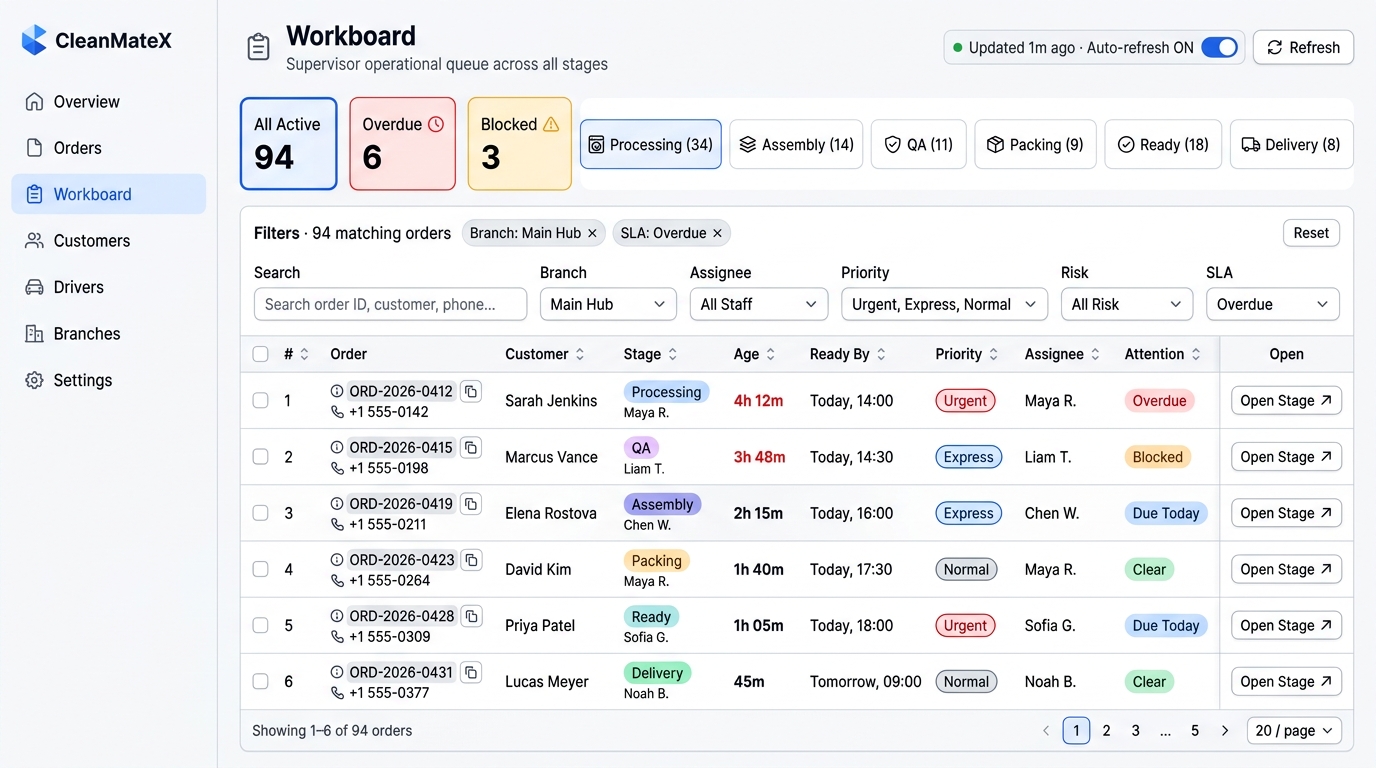 CleanMateX
Overview
Orders
Workboard
Customers
Drivers
Branches
Settings
Workboard
Supervisor operational queue across all stages
Updated 1m ago · Auto-refresh ON
Refresh
All Active
94
Overdue
6
Blocked
3
Processing (34)
Assembly (14)
QA (11)
Packing (9)
Ready (18)
Delivery (8)
Filters · 94 matching orders
Branch: Main Hub ×
SLA: Overdue ×
Reset
Search
Search order ID, customer, phone...
Branch
Main Hub
Assignee
All Staff
Priority
Urgent, Express, Normal
Risk
All Risk
SLA
Overdue
# Order Customer Stage Age Ready By Priority Assignee Attention Open
1 ORD-2026-0412 Sarah Jenkins Processing 4h 12m Today, 14:00 Urgent Maya R. Overdue Open Stage ↗
+1 555-0142 Maya R.
2 ORD-2026-0415 Marcus Vance QA 3h 48m Today, 14:30 Express Liam T. Blocked Open Stage ↗
+1 555-0198 Liam T.
3 ORD-2026-0419 Elena Rostova Assembly 2h 15m Today, 16:00 Express Chen W. Due Today Open Stage ↗
+1 555-0211 Chen W.
4 ORD-2026-0423 David Kim Packing 1h 40m Today, 17:30 Normal Maya R. Clear Open Stage ↗
+1 555-0264 Maya R.
5 ORD-2026-0428 Priya Patel Ready 1h 05m Today, 18:00 Urgent Sofia G. Due Today Open Stage ↗
+1 555-0309 Sofia G.
6 ORD-2026-0431 Lucas Meyer Delivery 45m Tomorrow, 09:00 Normal Noah B. Clear Open Stage ↗
+1 555-0377 Noah B.
Showing 1–6 of 94 orders
‹ 1 2 3 ... 5 ›
20 / page